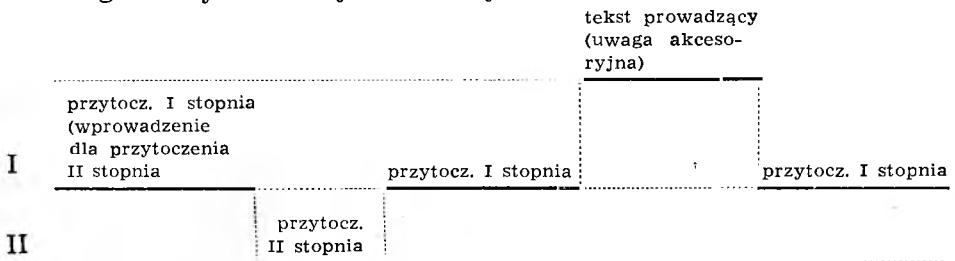 tekst prowadzący
(uwaga akceso-
ryjna)
przytocz. I stopnia
(wprowadzenie
dla przytoczenia
I
II stopnia
przytocz. I stopnia
przytocz. I stopnia
przytocz.
II
II stopnia